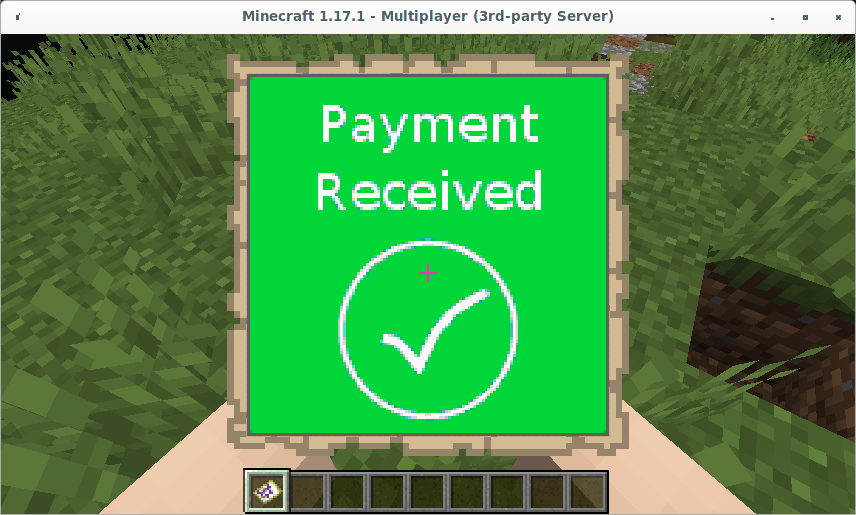 Minecraft 1.17.1 - Multiplayer (3rd-party Server)
Payment
Received